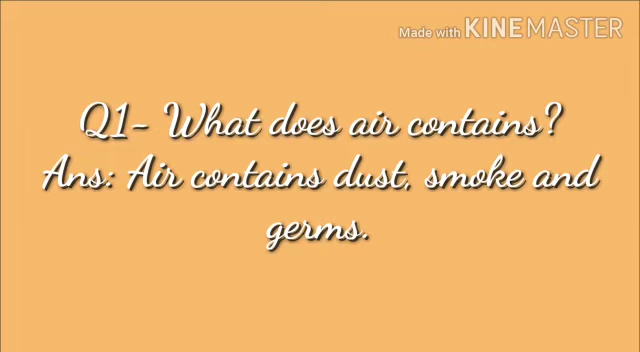 Made with KINEMASTER
Q1- What does air contains?
Ans: Air contains dust, smoke and
germs.